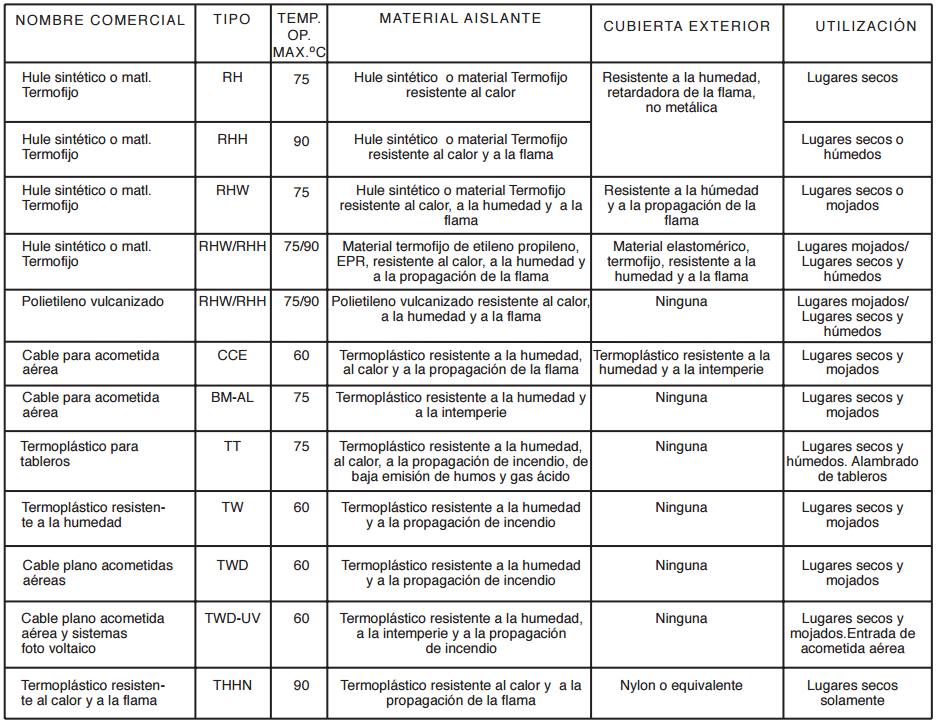 NOMBRE COMERCIAL
TIPO
TEMP.
OP.
MAX.ºC
MATERIAL AISLANTE
CUBIERTA EXTERIOR
UTILIZACIÓN
Hule sintético o matl.
Termofijo
RH
75
Hule sintético o material Termofijo
resistente al calor
Resistente a la humedad,
retardadora de la flama,
no metálica
Lugares secos
Hule sintético o matl.
Termofijo
RHH
90
Hule sintético o material Termofijo
resistente al calor y a la flama
Lugares secos o
húmedos
Hule sintético o matl.
Termofijo
RHW
75
Hule sintético o material Termofijo
resistente al calor, a la humedad y a la
flama
Resistente a la húmedad
y a la propagación de la
flama
Lugares secos o
mojados
Hule sintético o matl.
Termofijo
RHW/RHH
75/90
Material termofijo de etileno propileno,
EPR, resistente al calor, a la humedad y
a la propagación de la flama
Material elastomérico,
termofijo, resistente a la
humedad y a la flama
Lugares mojados/
Lugares secos y
húmedos
Polietileno vulcanizado
RHW/RHH
75/90
Polietileno vulcanizado resistente al calor,
a la humedad y a la flama
Ninguna
Lugares mojados/
Lugares secos y
húmedos
Cable para acometida
aérea
CCE
60
Termoplástico resistente a la humedad,
al calor y a la propagación de la flama
Termoplástico resistente a la
humedad y a la intemperie
Lugares secos y
mojados
Cable para acometida
aérea
BM-AL
75
Termoplástico resistente a la humedad y
a la intemperie
Ninguna
Lugares secos y
mojados
Termoplástico para
tableros
TT
75
Termoplástico resistente a la humedad,
al calor, a la propagación de incendio, de
baja emisión de humos y gas ácido
Ninguna
Lugares secos y
húmedos. Alambrado
de tableros
Termoplástico resisten-
te a la humedad
TW
60
Termoplástico resistente a la humedad
y a la propagación de incendio
Ninguna
Lugares secos y
mojados
Cable plano acometidas
aéreas
TWD
60
Termoplástico resistente a la humedad
y a la propagación de incendio
Ninguna
Lugares secos y
mojados
Cable plano acometida
aérea y sistemas
foto voltaico
TWD-UV
60
Termoplástico resistente a la humedad,
a la intemperie y a la propagación
de incendio
Ninguna
Lugares secos y
mojados.Entrada de
acometida aérea
Termoplástico resisten-
te al calor y a la flama
THHN
90
Termoplástico resistente al calor y a la
propagación de la flama
Nylon o equivalente
Lugares secos
solamente